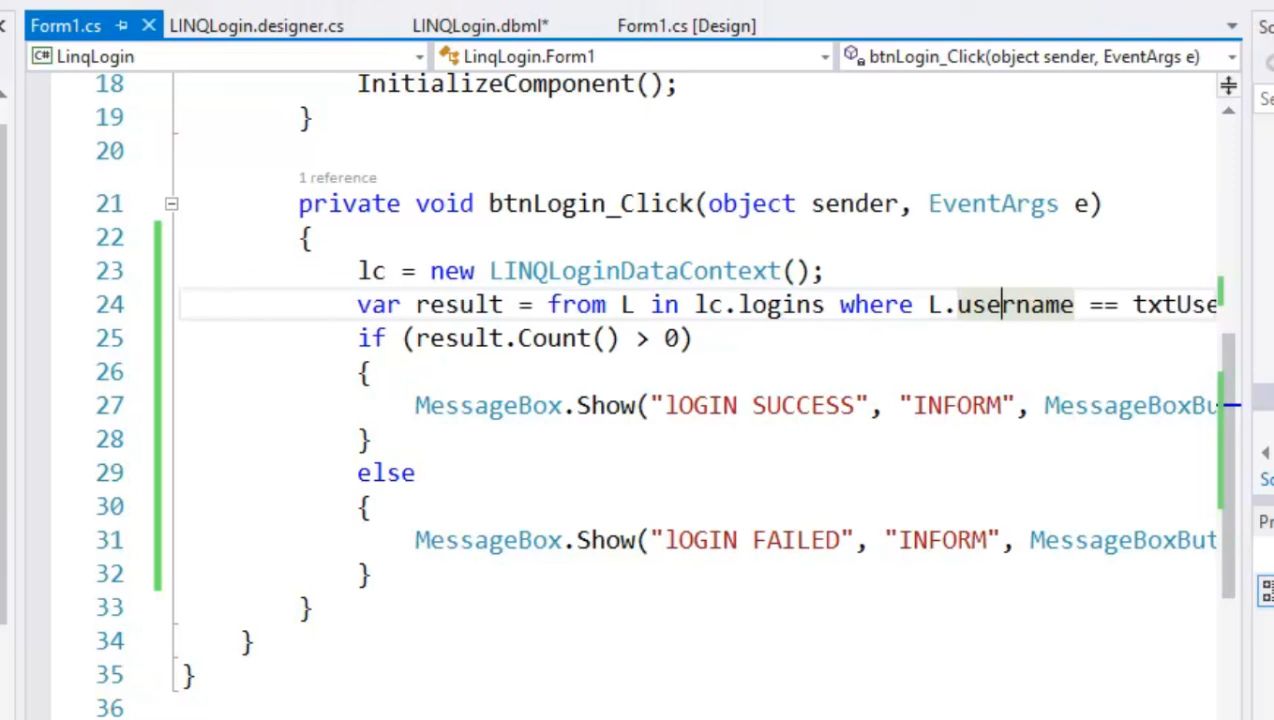 Form1.cs LINQLogin.designer.cs LINQLogin.dbml* Form1.cs [Design]
C# LinqLogin LinqLogin.Form1 btnLogin_Click(object sender, EventArgs e)
18 InitializeComponent();
19 }
20
1 reference
21 private void btnLogin_Click(object sender, EventArgs e)
22 {
23 lc = new LINQLoginDataContext();
24 var result = from L in lc.logins where L.username == txtUse
25 if (result.Count() > 0)
26 {
27 MessageBox.Show("lOGIN SUCCESS", "INFORM", MessageBoxBu
28 }
29 else
30 {
31 MessageBox.Show("lOGIN FAILED", "INFORM", MessageBoxBut
32 }
33 }
34 }
35 }
36